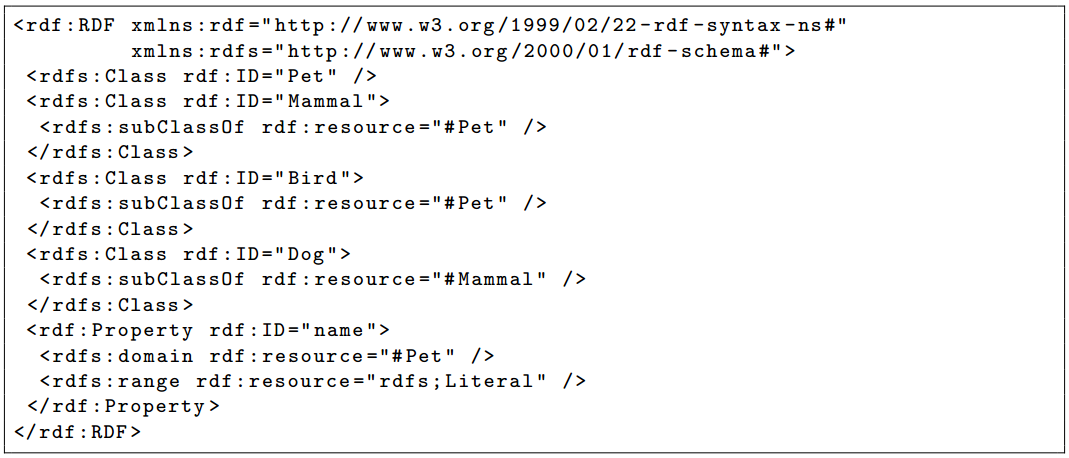 <rdf:RDF xmlns:rdf="http://www.w3.org/1999/02/22-rdf-syntax-ns#"
xmlns:rdfs="http://www.w3.org/2000/01/rdf-schema#">
<rdfs:Class rdf:ID="Pet" />
<rdfs:Class rdf:ID="Mammal">
<rdfs:subClassOf rdf:resource="#Pet" />
</rdfs:Class>
<rdfs:Class rdf:ID="Bird">
<rdfs:subClassOf rdf:resource="#Pet" />
</rdfs:Class>
<rdfs:Class rdf:ID="Dog">
<rdfs:subClassOf rdf:resource="#Mammal" />
</rdfs:Class>
<rdf:Property rdf:ID="name">
<rdfs:domain rdf:resource="#Pet" />
<rdfs:range rdf:resource="rdfs;Literal" />
</rdf:Property>
</rdf:RDF>